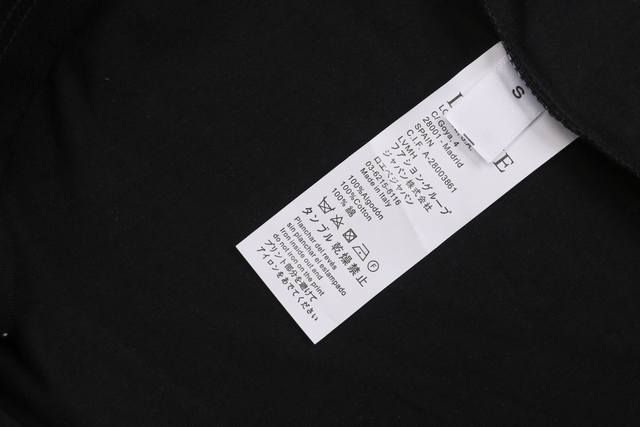 S
L E
C/ Goya, 4
28001 - Madrid
SPAIN
C.I.F. A-28003861
LVMH
ファション・グループ
ジャパン株式会社
ロエベジャパン
03-6215-6116
Made in Italy
100%Algodón
100%Cotton
100% 綿
タンブル乾燥禁止
Planchar del revés
sin planchar el estampado
Iron inside out and
do not iron on the print
プリント部分を避けて
アイロンをあててください